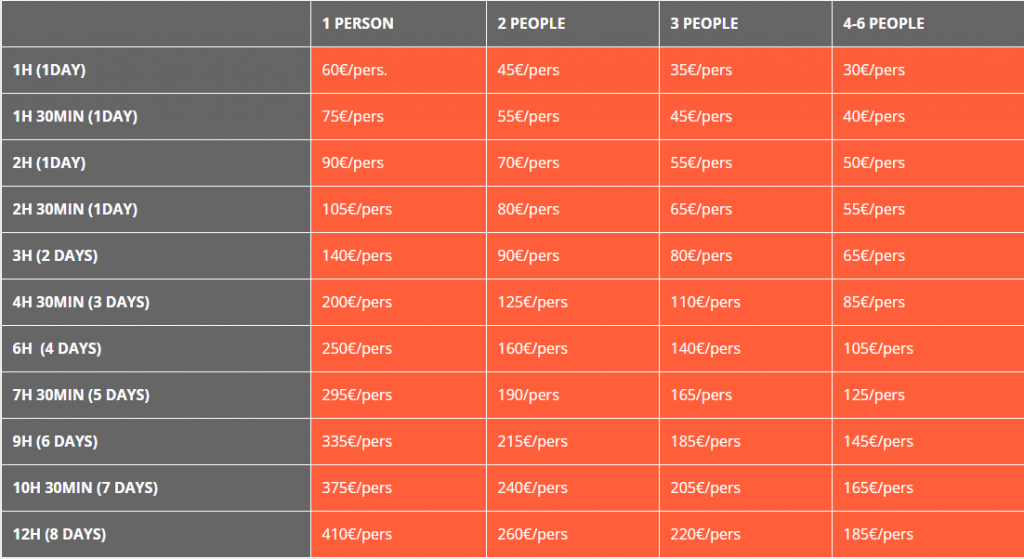 1 PERSON 2 PEOPLE 3 PEOPLE 4-6 PEOPLE
1H (1DAY) 60€/pers. 45€/pers 35€/pers 30€/pers
1H 30MIN (1DAY) 75€/pers 55€/pers 45€/pers 40€/pers
2H (1DAY) 90€/pers 70€/pers 55€/pers 50€/pers
2H 30MIN (1DAY) 105€/pers 80€/pers 65€/pers 55€/pers
3H (2 DAYS) 140€/pers 90€/pers 80€/pers 65€/pers
4H 30MIN (3 DAYS) 200€/pers 125€/pers 110€/pers 85€/pers
6H (4 DAYS) 250€/pers 160€/pers 140€/pers 105€/pers
7H 30MIN (5 DAYS) 295€/pers 190/pers 165/pers 125/pers
9H (6 DAYS) 335€/pers 215€/pers 185€/pers 145€/pers
10H 30MIN (7 DAYS) 375€/pers 240€/pers 205€/pers 165€/pers
12H (8 DAYS) 410€/pers 260€/pers 220€/pers 185€/pers